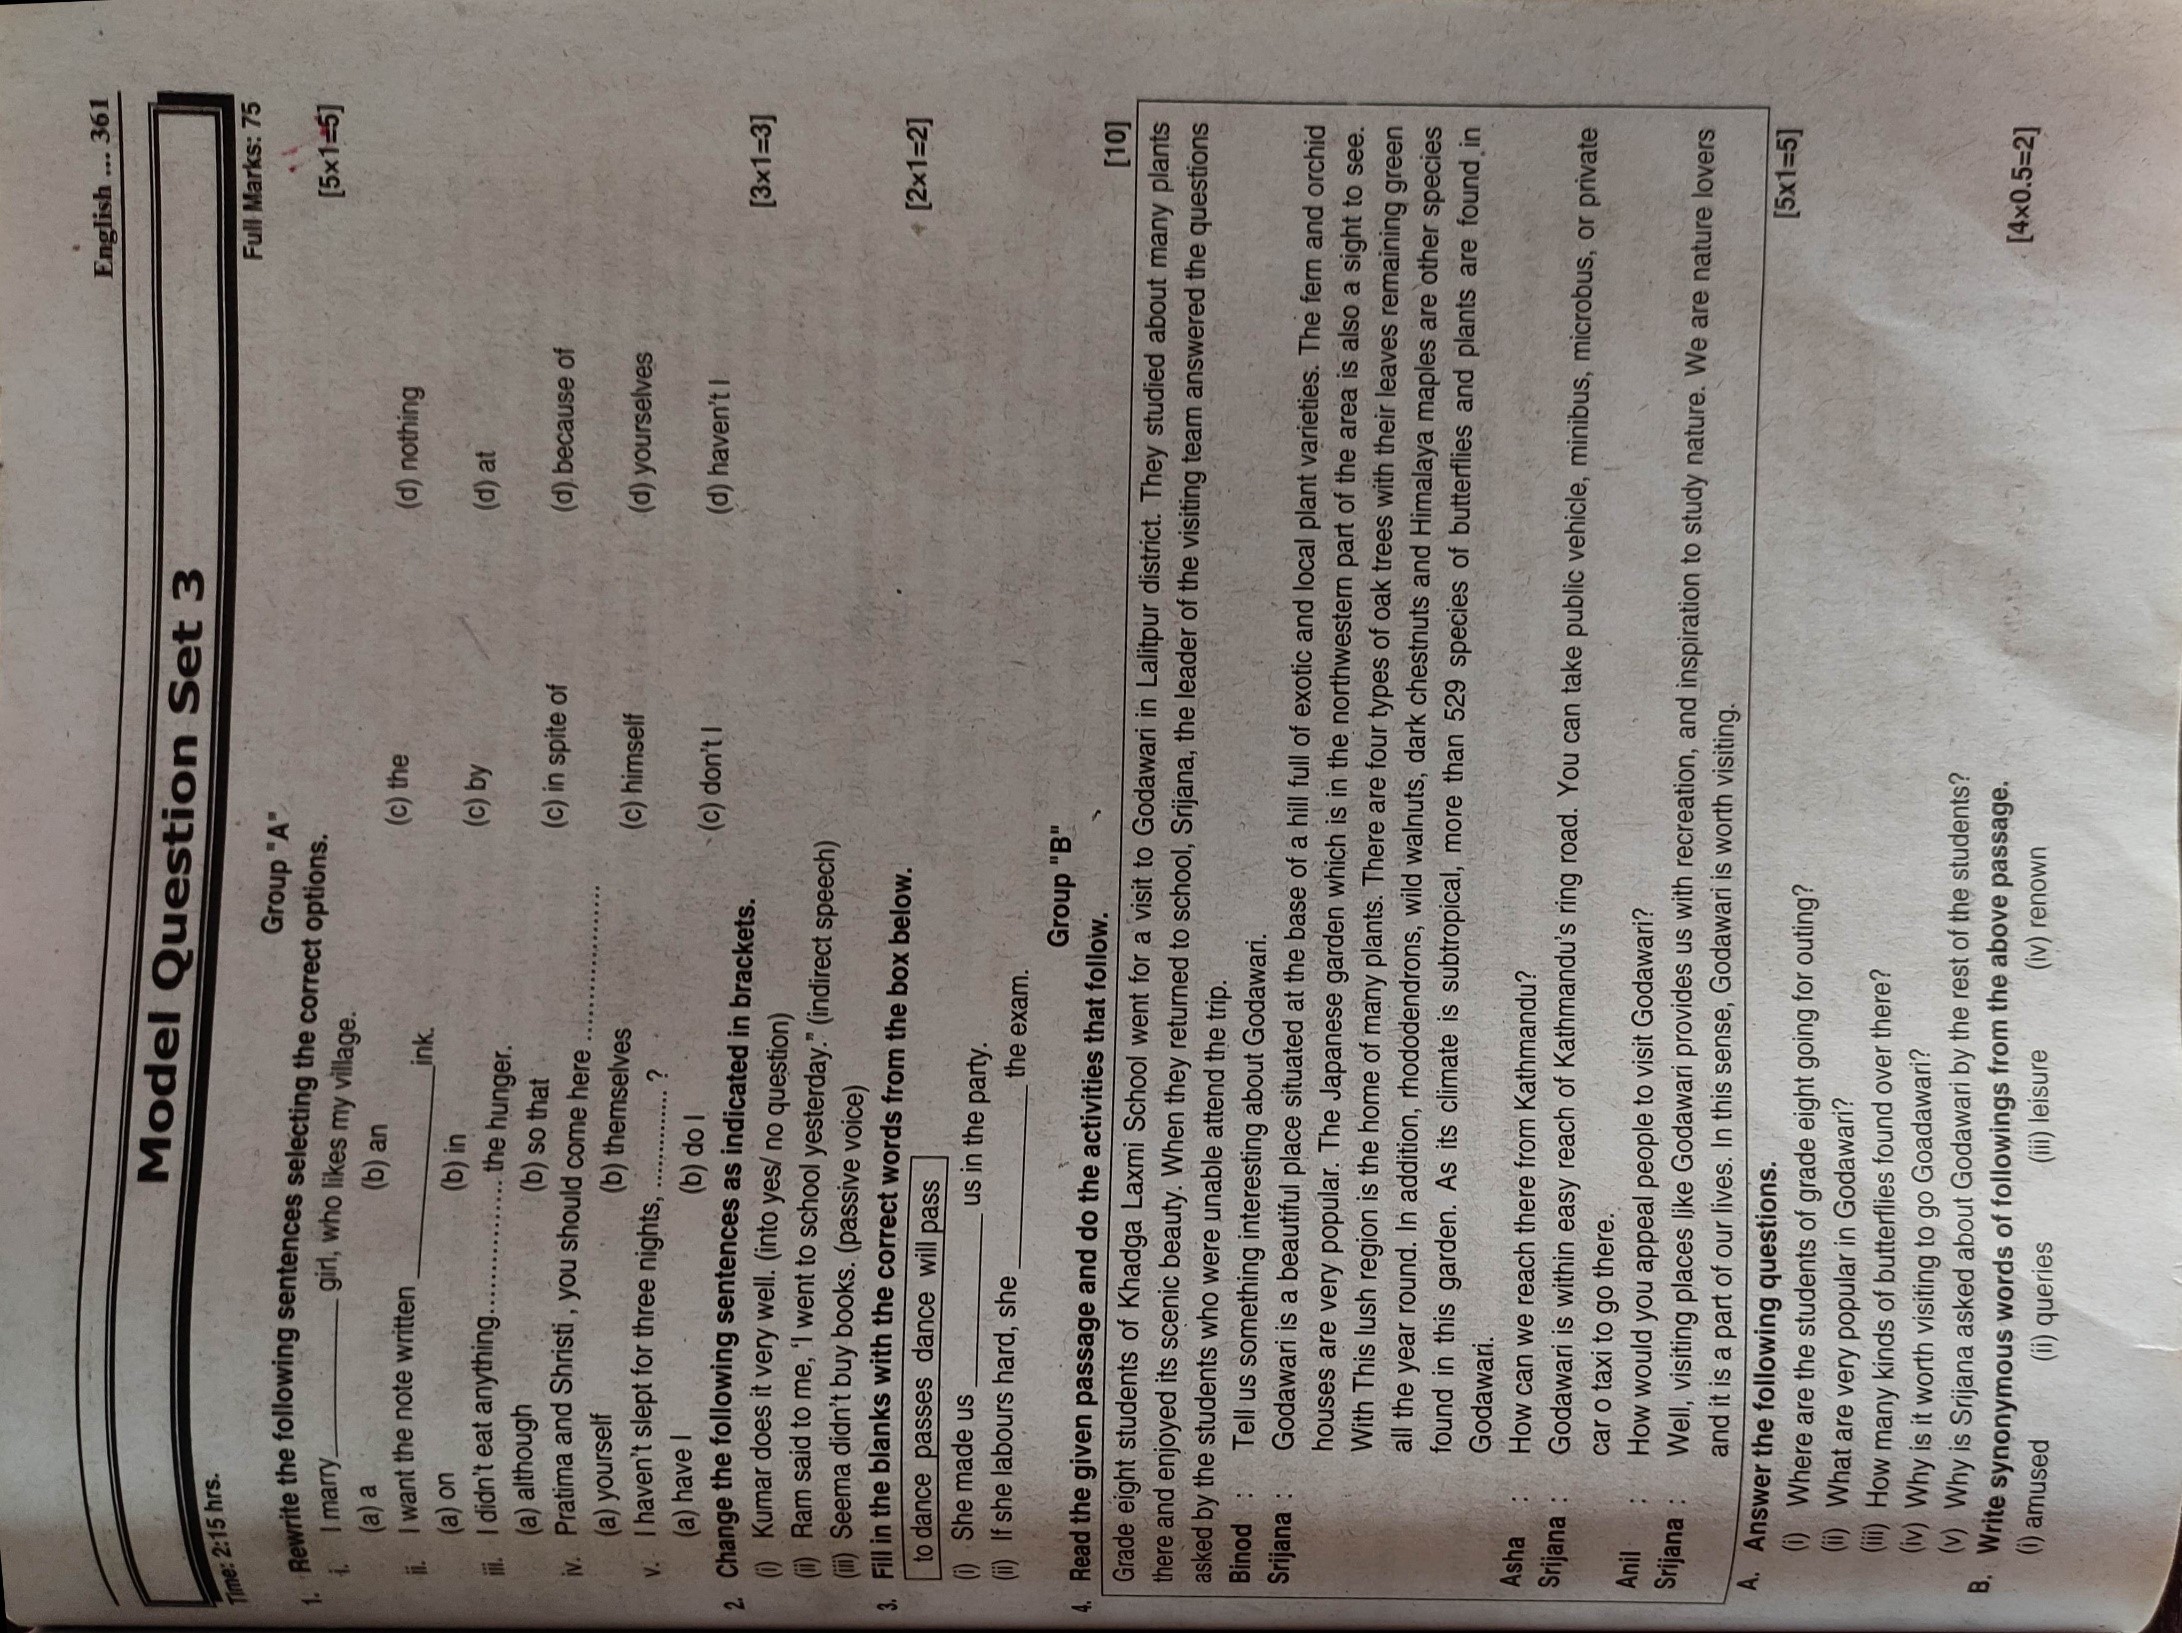 English .... 361
Model Question Set 3
Time: 2:15 hrs. Full Marks: 75
Group "A"
1. Rewrite the following sentences selecting the correct options. [5x1=5]
i. I marry__________ girl, who likes my village.
(a) a (b) an (c) the (d) nothing
ii. I want the note written __________ink.
(a) on (b) in (c) by (d) at
iii. I didn't eat anything.................. the hunger.
(a) although (b) so that (c) in spite of (d) because of
iv. Pratima and Shristi , you should come here .....................
(a) yourself (b) themselves (c) himself (d) yourselves
v. I haven't slept for three nights, ............. ?
(a) have I (b) do I (c) don't I (d) haven't I
2. Change the following sentences as indicated in brackets. [3x1=3]
(i) Kumar does it very well. (into yes/ no question)
(ii) Ram said to me, 'I went to school yesterday." (indirect speech)
(iii) Seema didn't buy books. (passive voice)
3. Fill in the blanks with the correct words from the box below. [2x1=2]
to dance passes dance will pass
(i) She made us __________ us in the party.
(ii) If she labours hard, she __________ the exam.
Group "B"
4. Read the given passage and do the activities that follow. [10]
Grade eight students of Khadga Laxmi School went for a visit to Godawari in Lalitpur district. They studied about many plants
there and enjoyed its scenic beauty. When they returned to school, Srijana, the leader of the visiting team answered the questions
asked by the students who were unable attend the trip.
Binod : Tell us something interesting about Godawari.
Srijana : Godawari is a beautiful place situated at the base of a hill full of exotic and local plant varieties. The fern and orchid
houses are very popular. The Japanese garden which is in the northwestern part of the area is also a sight to see.
With This lush region is the home of many plants. There are four types of oak trees with their leaves remaining green
all the year round. In addition, rhododendrons, wild walnuts, dark chestnuts and Himalaya maples are other species
found in this garden. As its climate is subtropical, more than 529 species of butterflies and plants are found in
Godawari.
Asha : How can we reach there from Kathmandu?
Srijana : Godawari is within easy reach of Kathmandu's ring road. You can take public vehicle, minibus, microbus, or private
car o taxi to go there.
Anil : How would you appeal people to visit Godawari?
Srijana : Well, visiting places like Godawari provides us with recreation, and inspiration to study nature. We are nature lovers
and it is a part of our lives. In this sense, Godawari is worth visiting.
A. Answer the following questions. [5x1=5]
(i) Where are the students of grade eight going for outing?
(ii) What are very popular in Godawari?
(iii) How many kinds of butterflies found over there?
(iv) Why is it worth visiting to go Goadawari?
(v) Why is Srijana asked about Godawari by the rest of the students?
B. Write synonymous words of followings from the above passage. [4x0.5=2]
(i) amused (ii) queries (iii) leisure (iv) renown